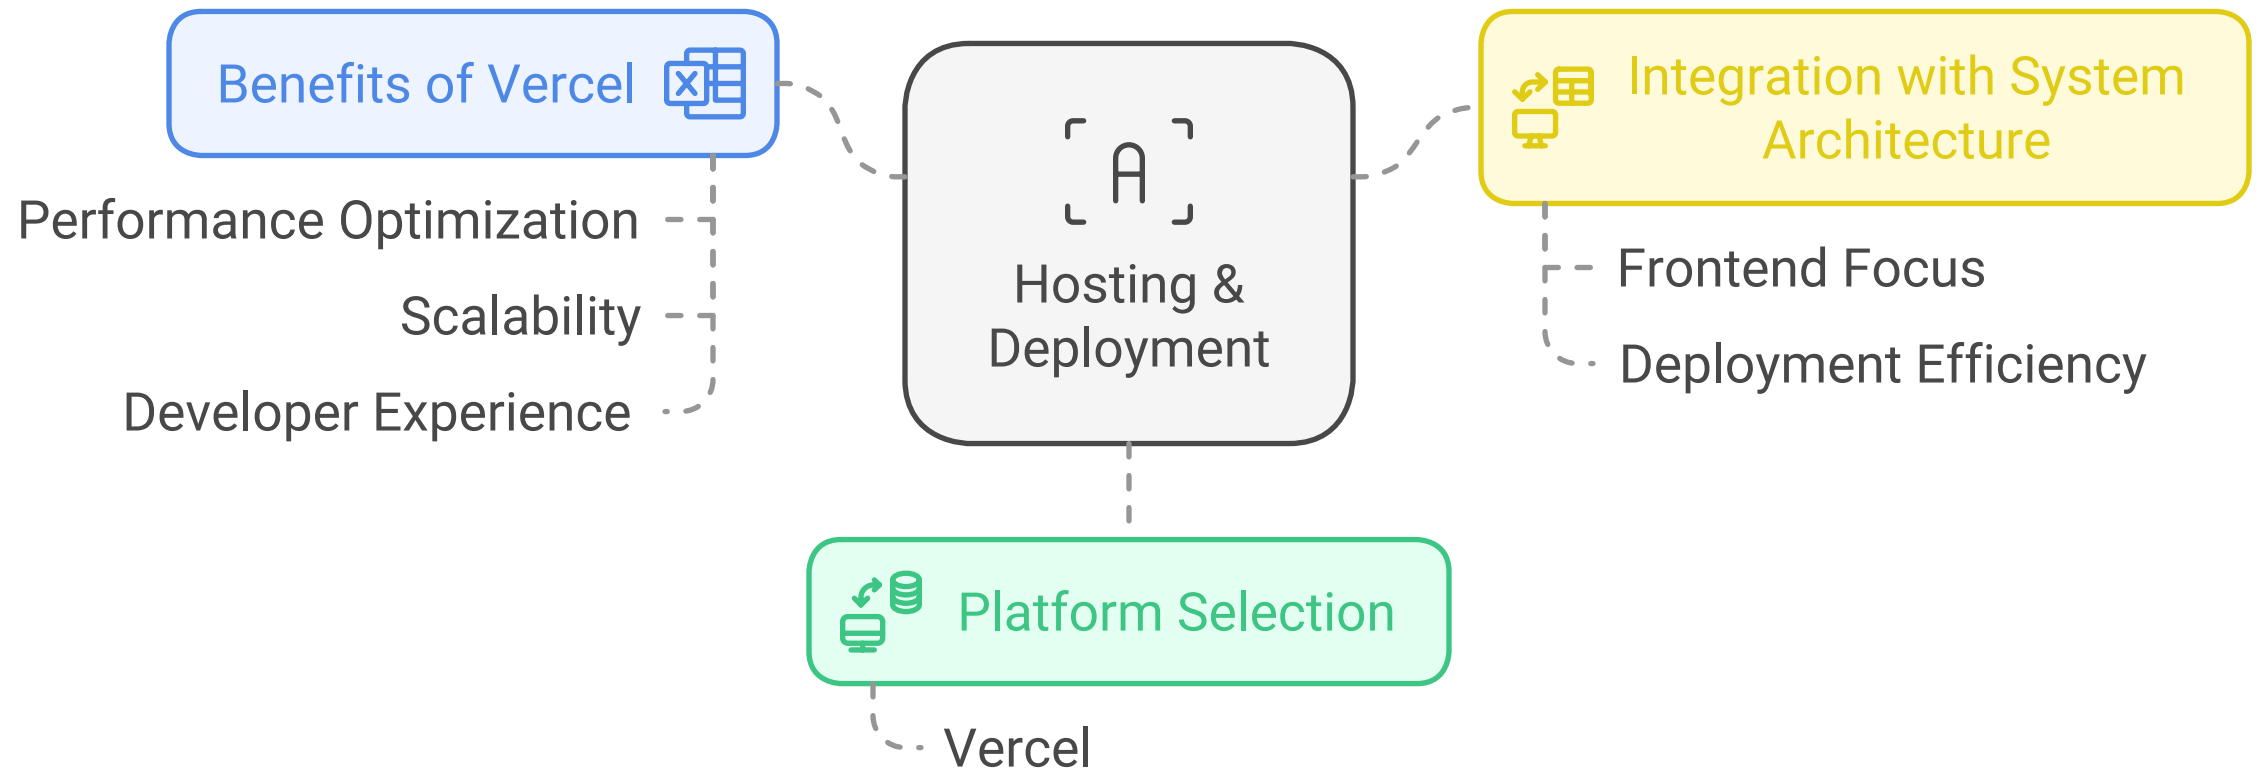 Benefits of Vercel
Performance Optimization
Scalability
Developer Experience
A
Hosting &
Deployment
Integration with System
Architecture
Frontend Focus
Deployment Efficiency
Platform Selection
Vercel